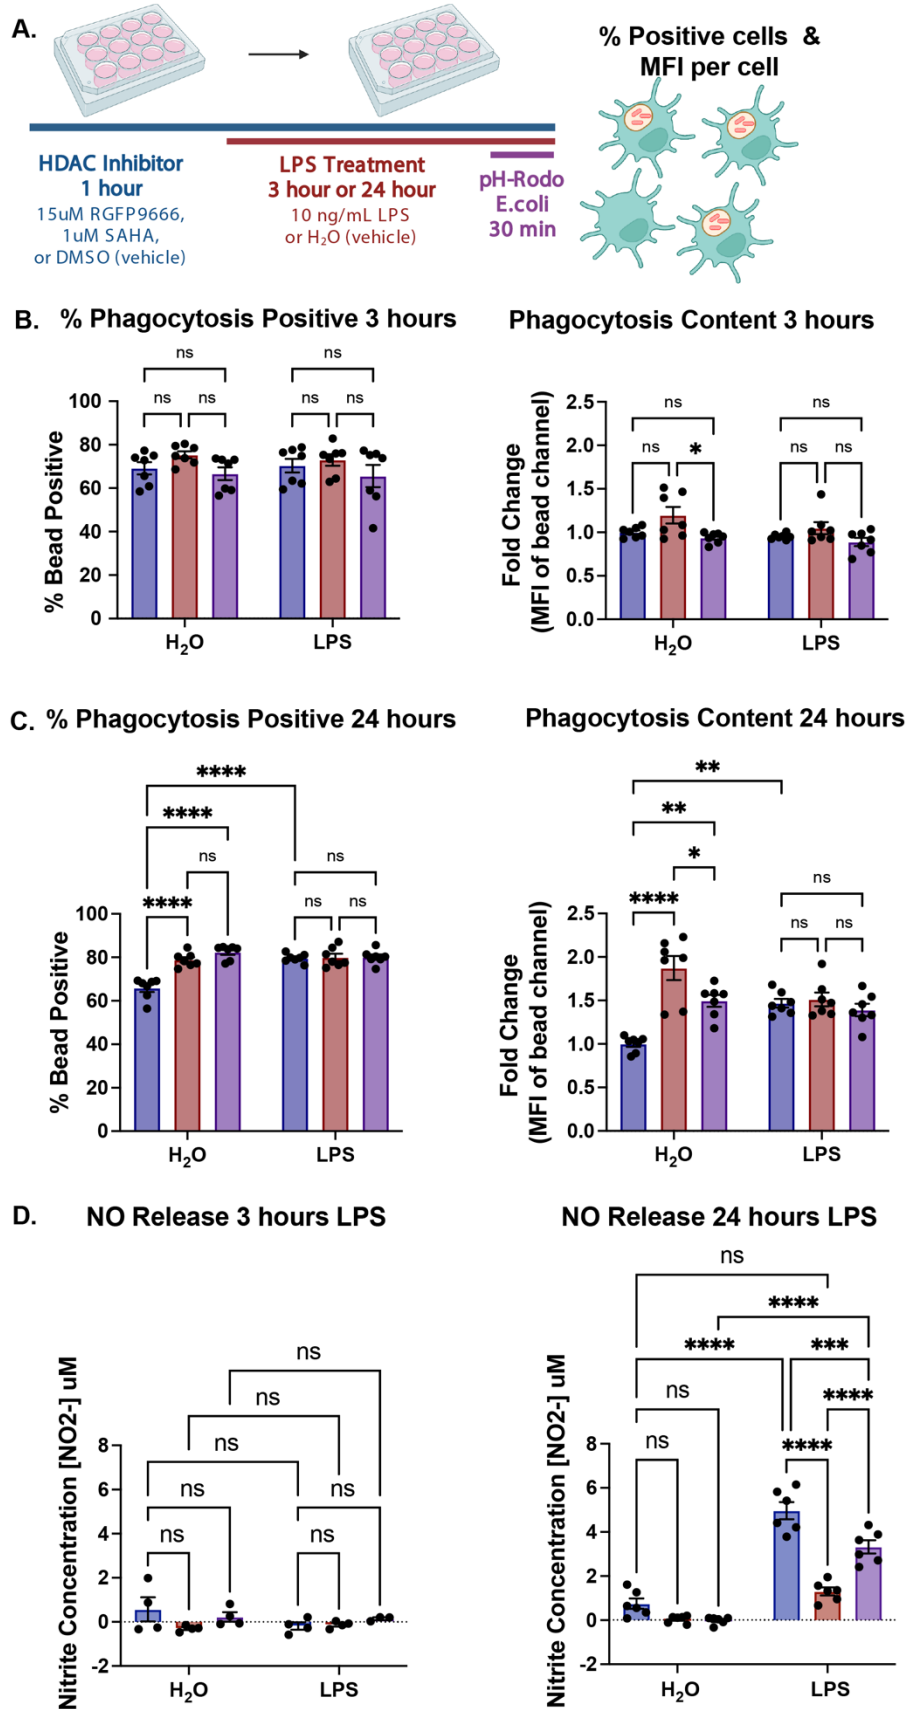 A.
% Positive cells &
MFI per cell
HDAC Inhibitor
1 hour
15uM RGFP9666,
1uM SAHA,
or DMSO (vehicle)
LPS Treatment
3 hour or 24 hour
10 ng/mL LPS
or H₂O (vehicle)
pH-Rodo
E.coli
30 min
B.
% Phagocytosis Positive 3 hours
% Bead Positive
100
80
60
40
20
0
ns
ns
ns
ns
ns
ns
H₂O
LPS
Phagocytosis Content 3 hours
Fold Change
(MFI of bead channel)
2.5
2.0
1.5
1.0
0.5
0.0
ns
ns
*
ns
ns
ns
H₂O
LPS
C.
% Phagocytosis Positive 24 hours
% Bead Positive
100
80
60
40
20
0
****
****
ns
****
ns
ns
ns
H₂O
LPS
Phagocytosis Content 24 hours
Fold Change
(MFI of bead channel)
2.5
2.0
1.5
1.0
0.5
0.0
**
**
*
****
ns
ns
ns
H₂O
LPS
D.
NO Release 3 hours LPS
Nitrite Concentration [NO2-] uM
8
6
4
2
0
-2
ns
ns
ns
ns
ns
ns
ns
H₂O
LPS
NO Release 24 hours LPS
Nitrite Concentration [NO2-] uM
8
6
4
2
0
-2
ns
****
****
***
ns
****
ns
****
H₂O
LPS